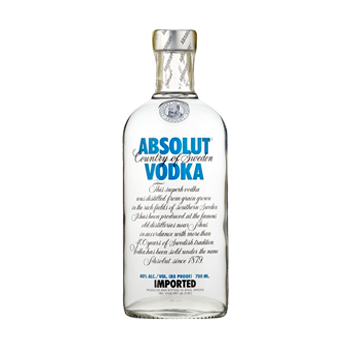 ABSOLUT
Country of Sweden
VODKA
This superb vodka
was distilled from grain grown
in the rich fields of southern Sweden.
It has been produced at the famous
old distilleries near Åhus
in accordance with more than
400 years of Swedish tradition.
Vodka has been sold under the name
Absolut since 1879.
40% ALC./VOL. (80 PROOF) 750 ML.
IMPORTED